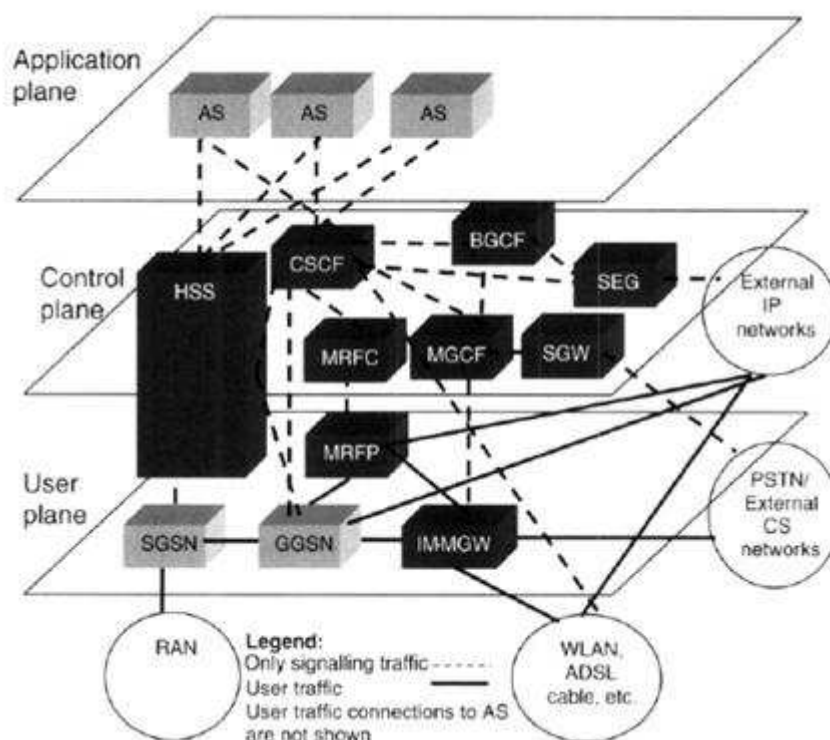 Application
plane
AS
AS
AS
Control
plane
HSS
CSCF
BGCF
SEG
External
IP
networks
MRFC
MGCF
SGW
User
plane
MRFP
PSTN/
External
CS
networks
SGSN
GGSN
IM-MGW
RAN
Legend:
Only signalling traffic
User traffic
User traffic connections to AS
are not shown
WLAN,
ADSL
cable, etc.